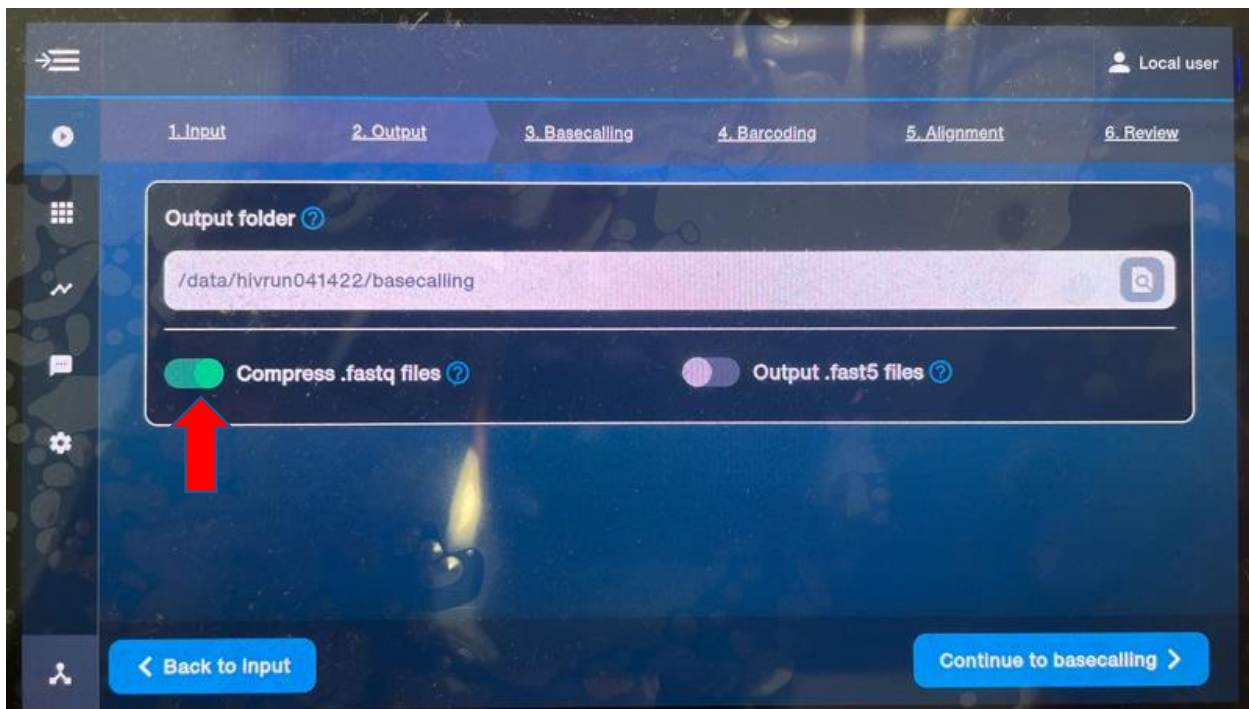 Local user
1. Input 2. Output 3. Basecalling 4. Barcoding 5. Alignment 6. Review
Output folder ?
/data/hivrun041422/basecalling
Compress .fastq files ? Output .fast5 files ?
Back to Input Continue to basecalling